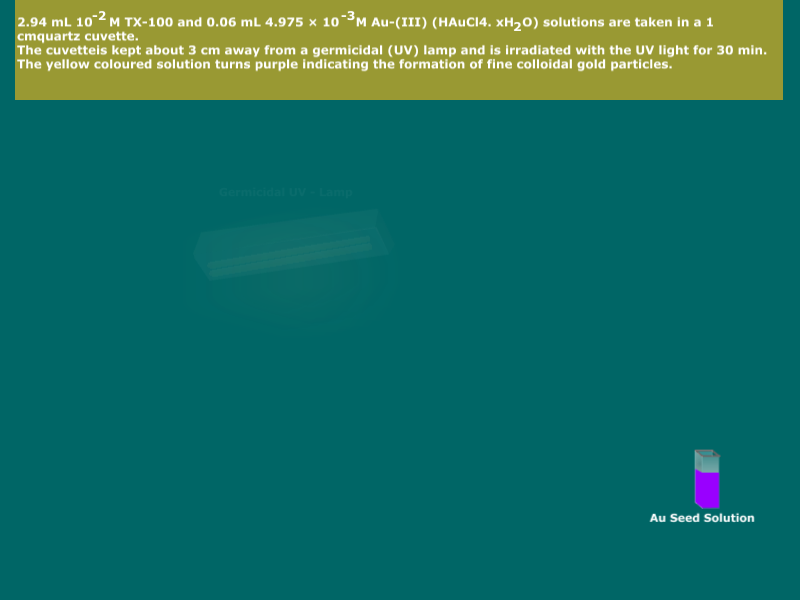 2.94 mL 10⁻² M TX-100 and 0.06 mL 4.975 × 10⁻³M Au-(III) (HAuCl4. xH₂O) solutions are taken in a 1
cmquartz cuvette.
The cuvetteis kept about 3 cm away from a germicidal (UV) lamp and is irradiated with the UV light for 30 min.
The yellow coloured solution turns purple indicating the formation of fine colloidal gold particles.
Germicidal UV - Lamp
Au Seed Solution